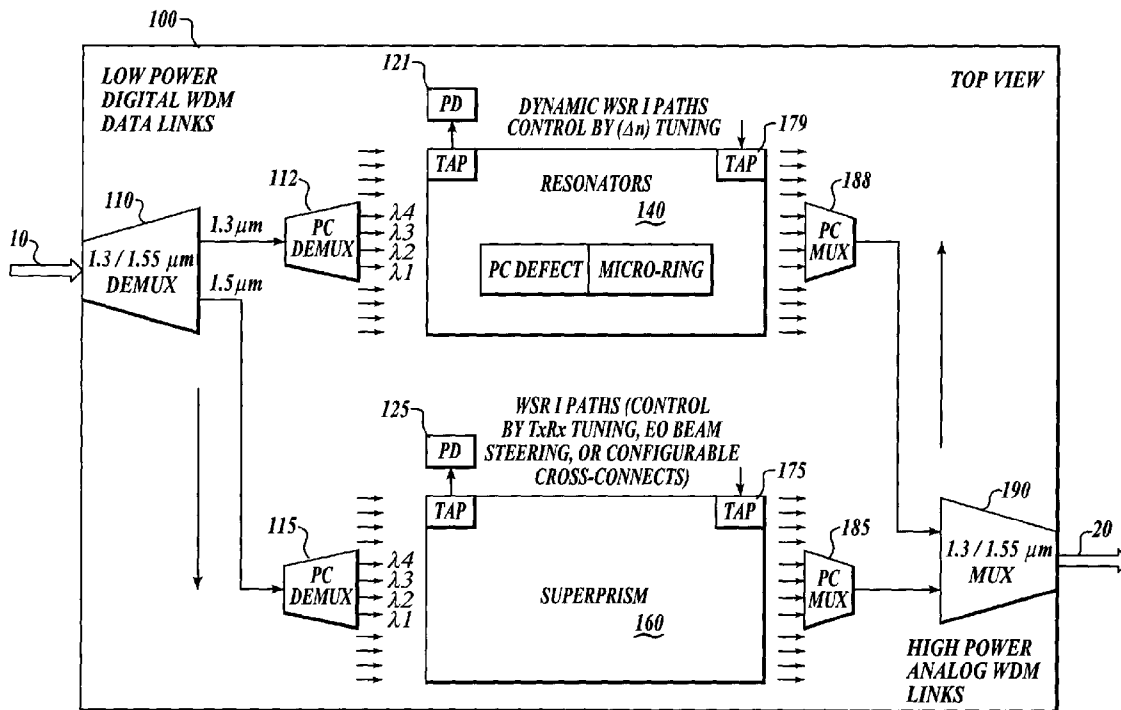 100
LOW POWER
DIGITAL WDM
DATA LINKS
TOP VIEW
121
PD
DYNAMIC WSR I PATHS
CONTROL BY (Δn) TUNING
179
TAP
TAP
RESONATORS
140
PC DEFECT
MICRO-RING
110
10
1.3 / 1.55 μm
DEMUX
1.3 μm
1.5 μm
112
PC
DEMUX
λ4
λ3
λ2
λ1
188
PC
MUX
125
PD
WSR I PATHS (CONTROL
BY TxRx TUNING, EO BEAM
STEERING, OR CONFIGURABLE
CROSS-CONNECTS)
175
TAP
TAP
SUPERPRISM
160
115
PC
DEMUX
λ4
λ3
λ2
λ1
185
PC
MUX
190
1.3 / 1.55 μm
MUX
20
HIGH POWER
ANALOG WDM
LINKS